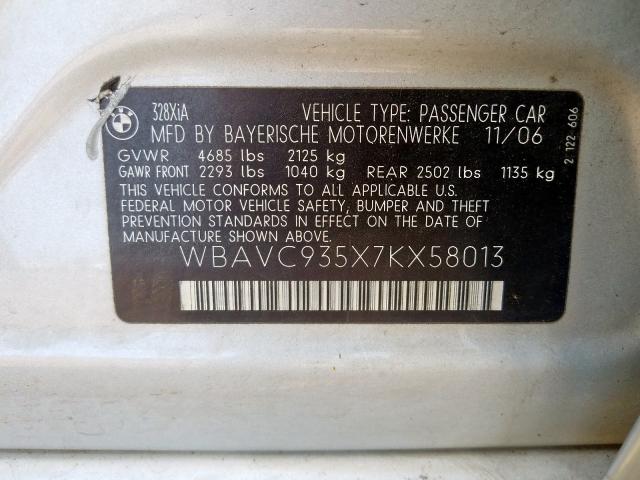 328XiA VEHICLE TYPE: PASSENGER CAR
MFD BY BAYERISCHE MOTORENWERKE 11/06
GVWR 4685 lbs 2125 kg
GAWR FRONT 2293 lbs 1040 kg REAR 2502 lbs 1135 kg
THIS VEHICLE CONFORMS TO ALL APPLICABLE U.S.
FEDERAL MOTOR VEHICLE SAFETY, BUMPER AND THEFT
PREVENTION STANDARDS IN EFFECT ON THE DATE OF
MANUFACTURE SHOWN ABOVE.
WBAVC935X7KX58013
2 122 606